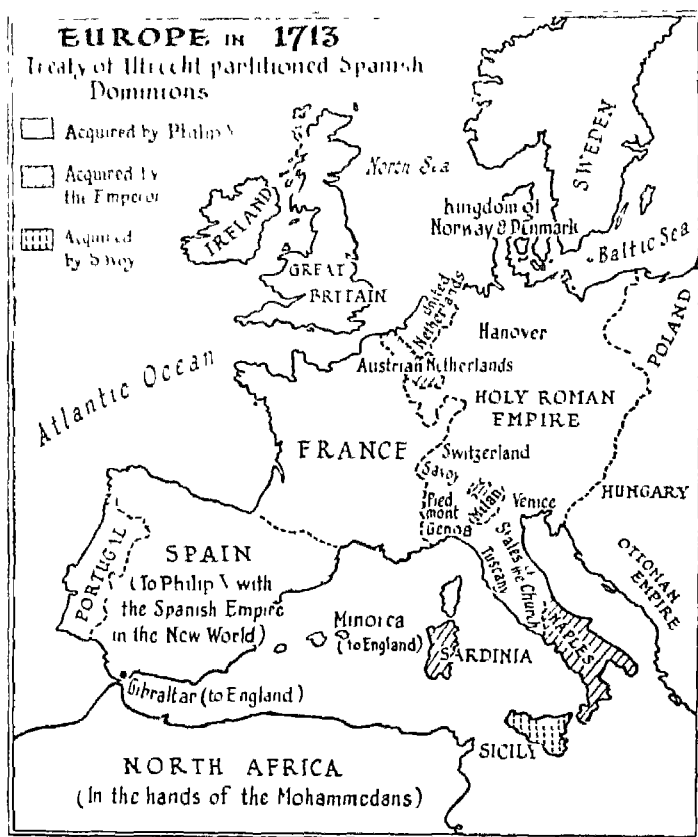 EUROPE IN 1713
Treaty of Utrecht partitioned Spanish
Dominions
Acquired by Philip V
Acquired by
the Emperor
Acquired
by Savoy
North Sea
SWEDEN
IRELAND
Kingdom of
Norway & Denmark
Baltic Sea
GREAT
BRITAIN
United
Netherlands
Hanover
POLAND
Atlantic Ocean
Austrian Netherlands
HOLY ROMAN
EMPIRE
FRANCE
Switzerland
Savoy
Pied
mont
Genoa
Milan
Venice
HUNGARY
PORTUGAL
SPAIN
(To Philip V with
the Spanish Empire
in the New World)
States of
the Church
Tuscany
OTTOMAN
EMPIRE
Minorca
(to England)
SARDINIA
NAPLES
Gibraltar (to England)
SICILY
NORTH AFRICA
(In the hands of the Mohammedans)